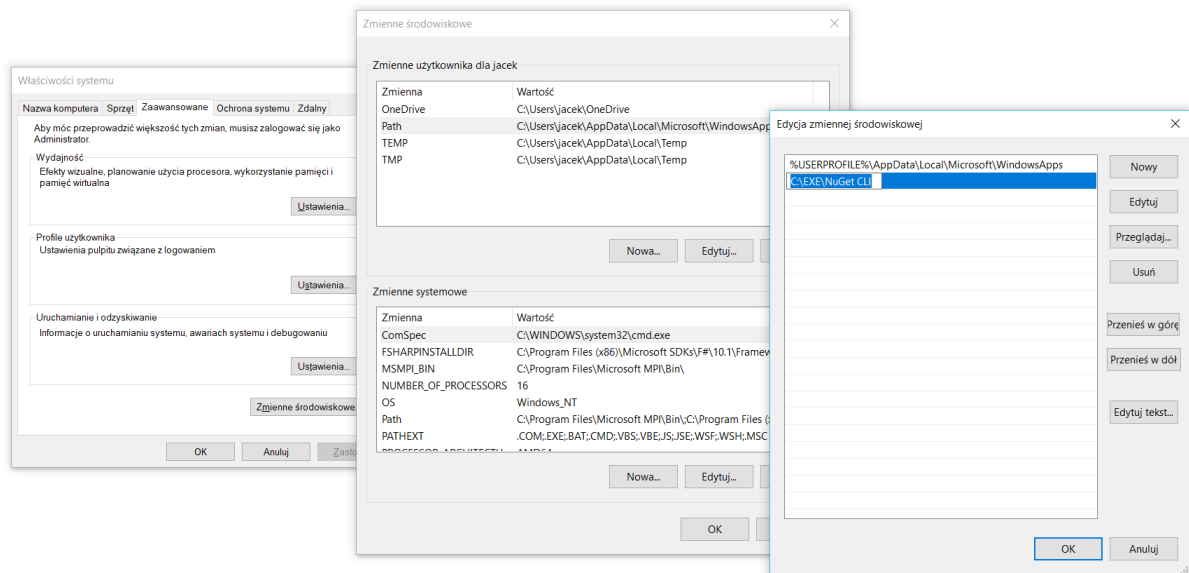 Właściwości systemu
Nazwa komputera Sprzęt Zaawansowane Ochrona systemu Zdalny
Aby móc przeprowadzić większość tych zmian, musisz zalogować się jako
Administrator.
Wydajność
Efekty wizualne, planowanie użycia procesora, wykorzystanie pamięci i
pamięć wirtualna
Ustawienia...
Profile użytkownika
Ustawienia pulpitu związane z logowaniem
Ustawienia...
Uruchamianie i odzyskiwanie
Informacje o uruchamianiu systemu, awariach systemu i debugowaniu
Ustawienia...
Zmienne środowiskowe
OK Anuluj Zasto
Zmienne środowiskowe
Zmienne użytkownika dla jacek
Zmienna Wartość
OneDrive C:\Users\jacek\OneDrive
Path C:\Users\jacek\AppData\Local\Microsoft\WindowsApp
TEMP C:\Users\jacek\AppData\Local\Temp
TMP C:\Users\jacek\AppData\Local\Temp
Nowa... Edytuj...
Zmienne systemowe
Zmienna Wartość
ComSpec C:\WINDOWS\system32\cmd.exe
FSHARPINSTALLDIR C:\Program Files (x86)\Microsoft SDKs\F#\10.1\Framew
MSMPI_BIN C:\Program Files\Microsoft MPI\Bin\
NUMBER_OF_PROCESSORS 16
OS Windows_NT
Path C:\Program Files\Microsoft MPI\Bin\;C:\Program Files (
PATHEXT .COM;.EXE;.BAT;.CMD;.VBS;.VBE;.JS;.JSE;.WSF;.WSH;.MSC
PROCESSOR_ARCHITECTU AMD64
Nowa... Edytuj...
OK
Edycja zmiennej środowiskowej
%USERPROFILE%\AppData\Local\Microsoft\WindowsApps
C:\EXE\NuGet CLI
Nowy
Edytuj
Przeglądaj...
Usuń
Przenieś w górę
Przenieś w dół
Edytuj tekst...
OK Anuluj